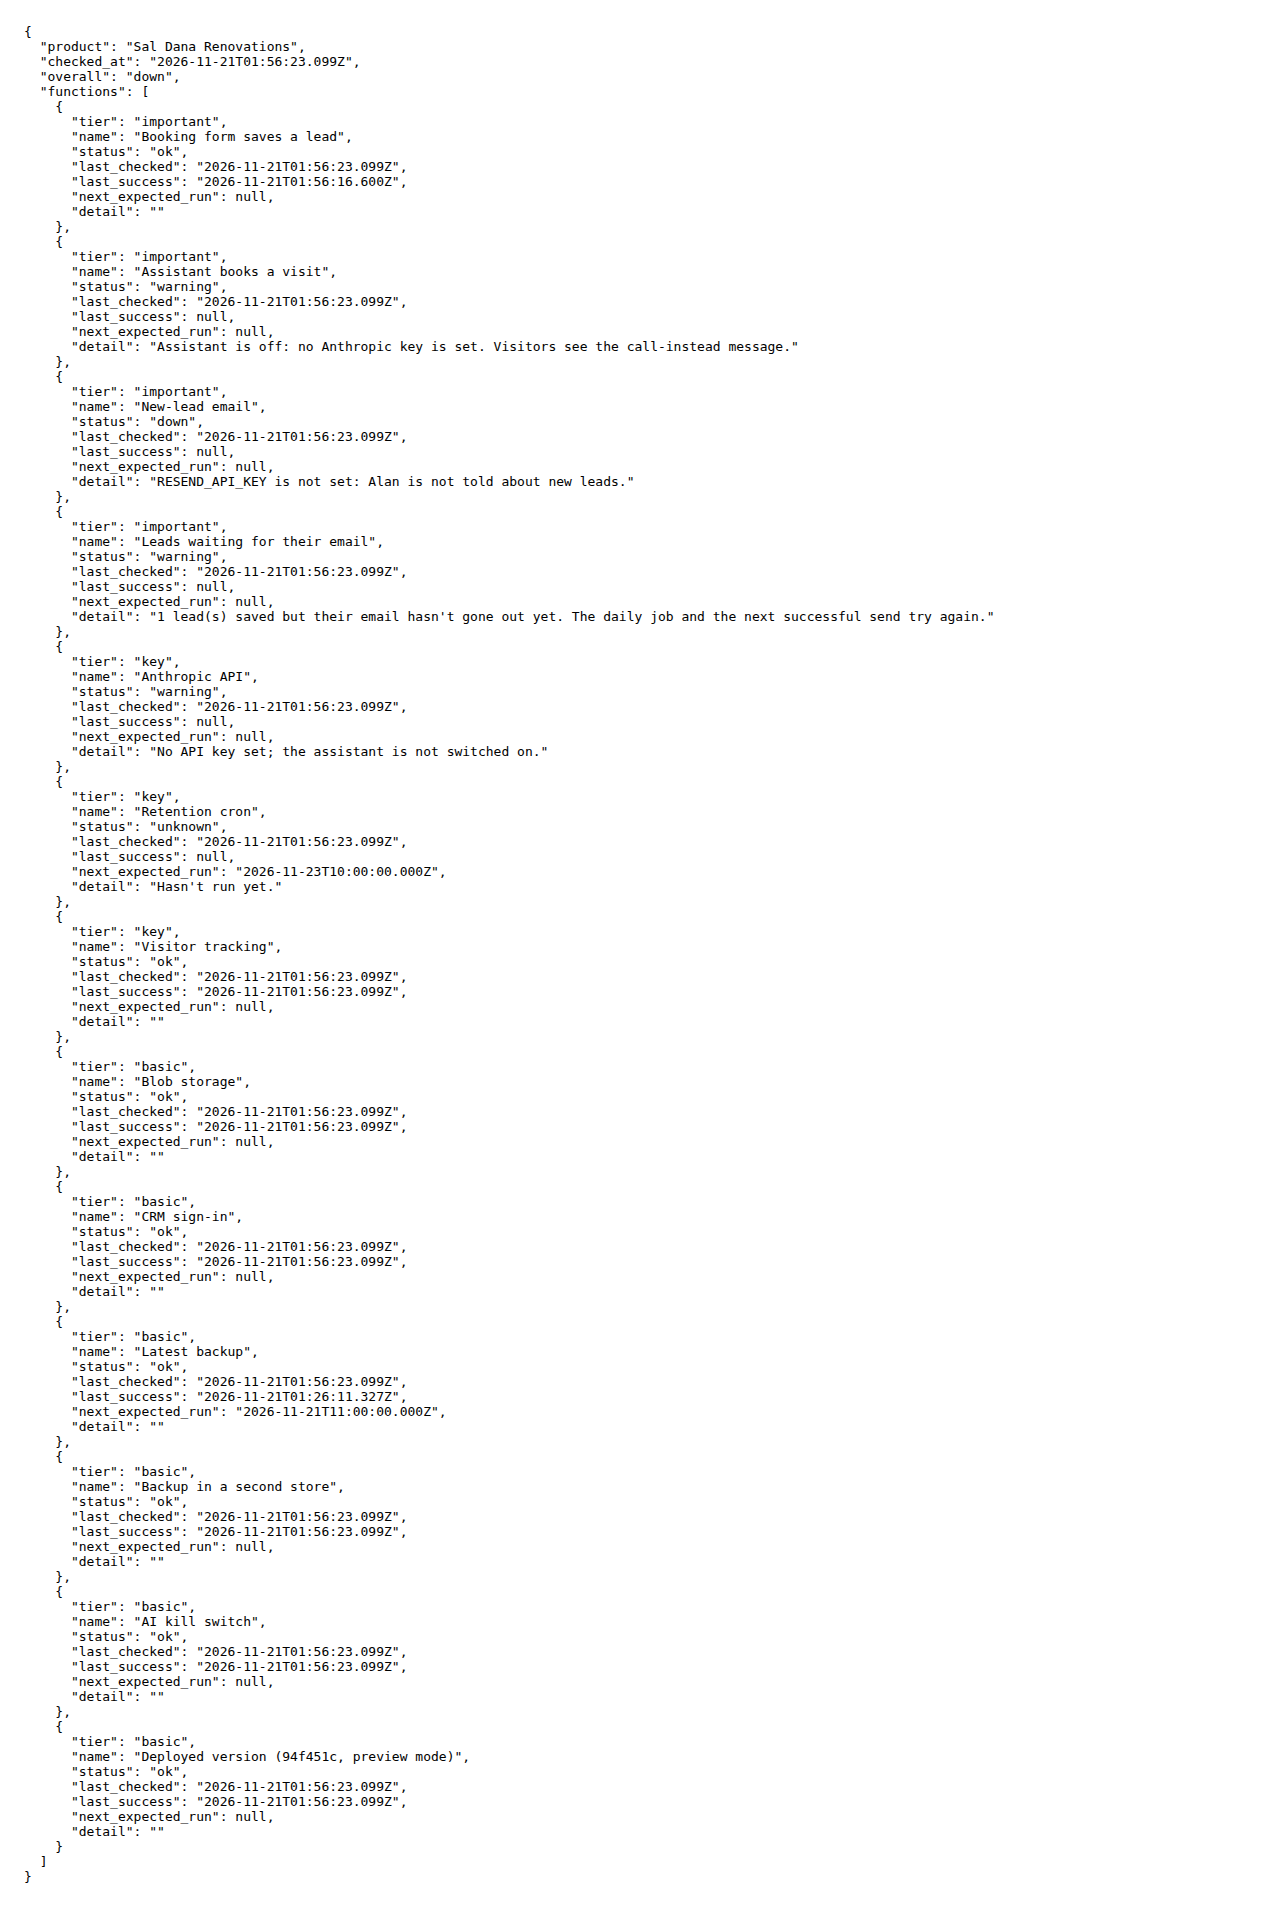 {
  "product": "Sal Dana Renovations",
  "checked_at": "2026-11-21T01:56:23.099Z",
  "overall": "down",
  "functions": [
    {
      "tier": "important",
      "name": "Booking form saves a lead",
      "status": "ok",
      "last_checked": "2026-11-21T01:56:23.099Z",
      "last_success": "2026-11-21T01:56:16.600Z",
      "next_expected_run": null,
      "detail": ""
    },
    {
      "tier": "important",
      "name": "Assistant books a visit",
      "status": "warning",
      "last_checked": "2026-11-21T01:56:23.099Z",
      "last_success": null,
      "next_expected_run": null,
      "detail": "Assistant is off: no Anthropic key is set. Visitors see the call-instead message."
    },
    {
      "tier": "important",
      "name": "New-lead email",
      "status": "down",
      "last_checked": "2026-11-21T01:56:23.099Z",
      "last_success": null,
      "next_expected_run": null,
      "detail": "RESEND_API_KEY is not set: Alan is not told about new leads."
    },
    {
      "tier": "important",
      "name": "Leads waiting for their email",
      "status": "warning",
      "last_checked": "2026-11-21T01:56:23.099Z",
      "last_success": null,
      "next_expected_run": null,
      "detail": "1 lead(s) saved but their email hasn't gone out yet. The daily job and the next successful send try again."
    },
    {
      "tier": "key",
      "name": "Anthropic API",
      "status": "warning",
      "last_checked": "2026-11-21T01:56:23.099Z",
      "last_success": null,
      "next_expected_run": null,
      "detail": "No API key set; the assistant is not switched on."
    },
    {
      "tier": "key",
      "name": "Retention cron",
      "status": "unknown",
      "last_checked": "2026-11-21T01:56:23.099Z",
      "last_success": null,
      "next_expected_run": "2026-11-23T10:00:00.000Z",
      "detail": "Hasn't run yet."
    },
    {
      "tier": "key",
      "name": "Visitor tracking",
      "status": "ok",
      "last_checked": "2026-11-21T01:56:23.099Z",
      "last_success": "2026-11-21T01:56:23.099Z",
      "next_expected_run": null,
      "detail": ""
    },
    {
      "tier": "basic",
      "name": "Blob storage",
      "status": "ok",
      "last_checked": "2026-11-21T01:56:23.099Z",
      "last_success": "2026-11-21T01:56:23.099Z",
      "next_expected_run": null,
      "detail": ""
    },
    {
      "tier": "basic",
      "name": "CRM sign-in",
      "status": "ok",
      "last_checked": "2026-11-21T01:56:23.099Z",
      "last_success": "2026-11-21T01:56:23.099Z",
      "next_expected_run": null,
      "detail": ""
    },
    {
      "tier": "basic",
      "name": "Latest backup",
      "status": "ok",
      "last_checked": "2026-11-21T01:56:23.099Z",
      "last_success": "2026-11-21T01:26:11.327Z",
      "next_expected_run": "2026-11-21T11:00:00.000Z",
      "detail": ""
    },
    {
      "tier": "basic",
      "name": "Backup in a second store",
      "status": "ok",
      "last_checked": "2026-11-21T01:56:23.099Z",
      "last_success": "2026-11-21T01:56:23.099Z",
      "next_expected_run": null,
      "detail": ""
    },
    {
      "tier": "basic",
      "name": "AI kill switch",
      "status": "ok",
      "last_checked": "2026-11-21T01:56:23.099Z",
      "last_success": "2026-11-21T01:56:23.099Z",
      "next_expected_run": null,
      "detail": ""
    },
    {
      "tier": "basic",
      "name": "Deployed version (94f451c, preview mode)",
      "status": "ok",
      "last_checked": "2026-11-21T01:56:23.099Z",
      "last_success": "2026-11-21T01:56:23.099Z",
      "next_expected_run": null,
      "detail": ""
    }
  ]
}